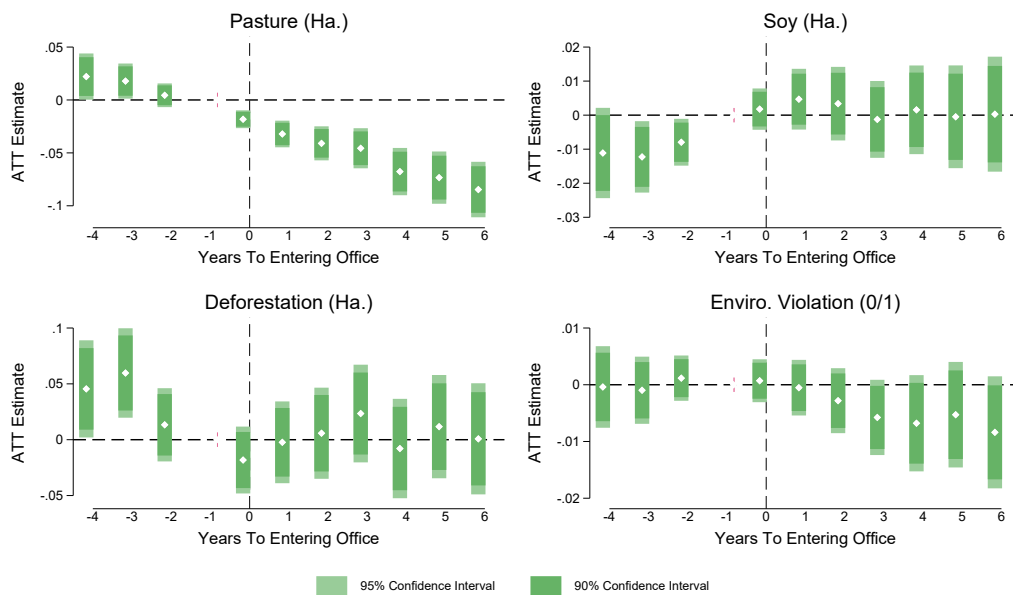 Pasture (Ha.)
ATT Estimate
.05
0
-.05
-.1
-4 -3 -2 -1 0 1 2 3 4 5 6
Years To Entering Office
Soy (Ha.)
ATT Estimate
.02
.01
0
-.01
-.02
-.03
-4 -3 -2 -1 0 1 2 3 4 5 6
Years To Entering Office
Deforestation (Ha.)
ATT Estimate
.1
.05
0
-.05
-4 -3 -2 -1 0 1 2 3 4 5 6
Years To Entering Office
Enviro. Violation (0/1)
ATT Estimate
.01
0
-.01
-.02
-4 -3 -2 -1 0 1 2 3 4 5 6
Years To Entering Office
95% Confidence Interval
90% Confidence Interval